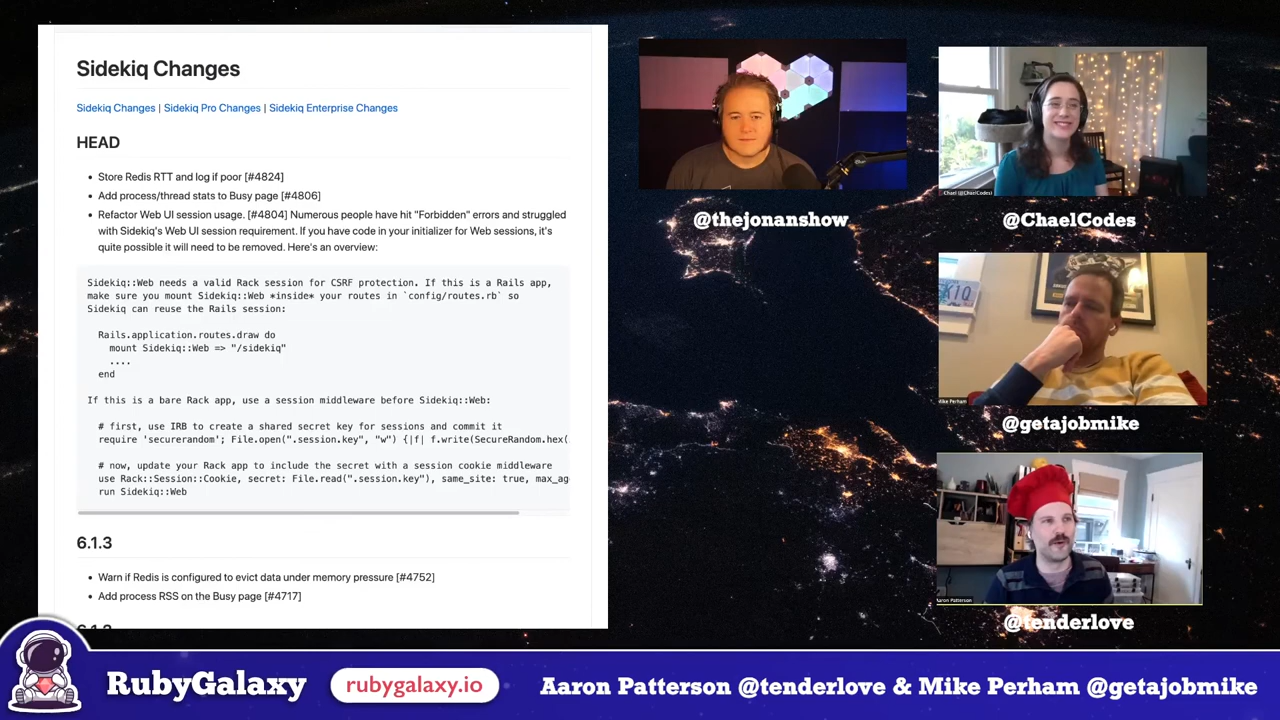 Sidekiq Changes
Sidekiq Changes | Sidekiq Pro Changes | Sidekiq Enterprise Changes
HEAD
• Store Redis RTT and log if poor [#4824]
• Add process/thread stats to Busy page [#4806]
• Refactor Web UI session usage. [#4804] Numerous people have hit "Forbidden" errors and struggled
with Sidekiq's Web UI session requirement. If you have code in your initializer for Web sessions, it's
quite possible it will need to be removed. Here's an overview:
Sidekiq::Web needs a valid Rack session for CSRF protection. If this is a Rails app,
make sure you mount Sidekiq::Web *inside* your routes in `config/routes.rb` so
Sidekiq can reuse the Rails session:
Rails.application.routes.draw do
mount Sidekiq::Web => "/sidekiq"
....
end
If this is a bare Rack app, use a session middleware before Sidekiq::Web:
# first, use IRB to create a shared secret key for sessions and commit it
require 'securerandom'; File.open(".session.key", "w") {|f| f.write(SecureRandom.hex(
# now, update your Rack app to include the secret with a session cookie middleware
use Rack::Session::Cookie, secret: File.read(".session.key"), same_site: true, max_ag
run Sidekiq::Web
6.1.3
• Warn if Redis is configured to evict data under memory pressure [#4752]
• Add process RSS on the Busy page [#4717]
Chael (@ChaelCodes)
@thejonanshow
@ChaelCodes
Mike Perham
@getajobmike
Aaron Patterson
@tenderlove
RubyGalaxy
rubygalaxy.io
Aaron Patterson @tenderlove & Mike Perham @getajobmike